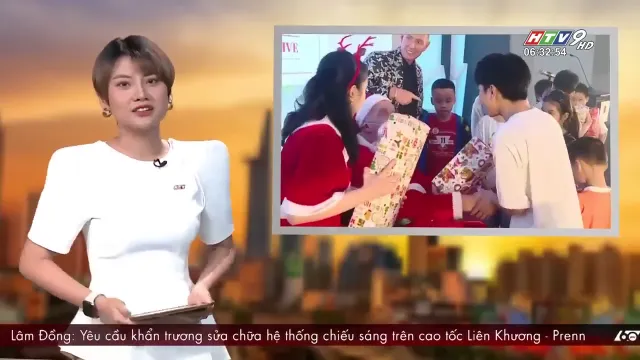 HTV9 HD
06:32:54
Lâm Đồng: Yêu cầu khẩn trương sửa chữa hệ thống chiếu sáng trên cao tốc Liên Khương - Prenn